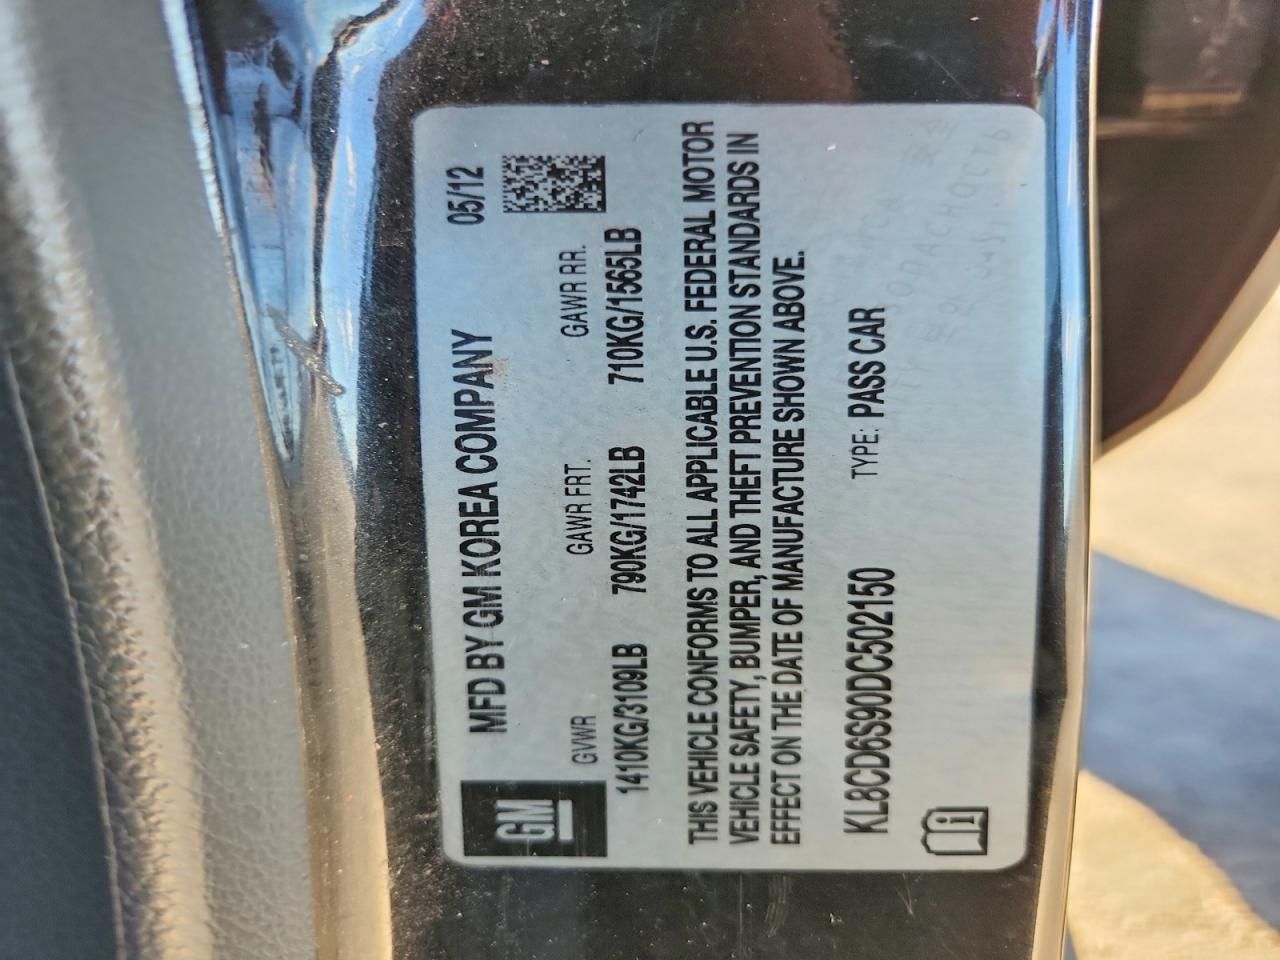 MFD BY GM KOREA COMPANY 05/12
GM
GVWR GAWR FRT. GAWR RR.
1410KG/3109LB 790KG/1742LB 710KG/1565LB
THIS VEHICLE CONFORMS TO ALL APPLICABLE U.S. FEDERAL MOTOR
VEHICLE SAFETY, BUMPER, AND THEFT PREVENTION STANDARDS IN
EFFECT ON THE DATE OF MANUFACTURE SHOWN ABOVE.
KL8CD6S90DC502150 TYPE: PASS CAR